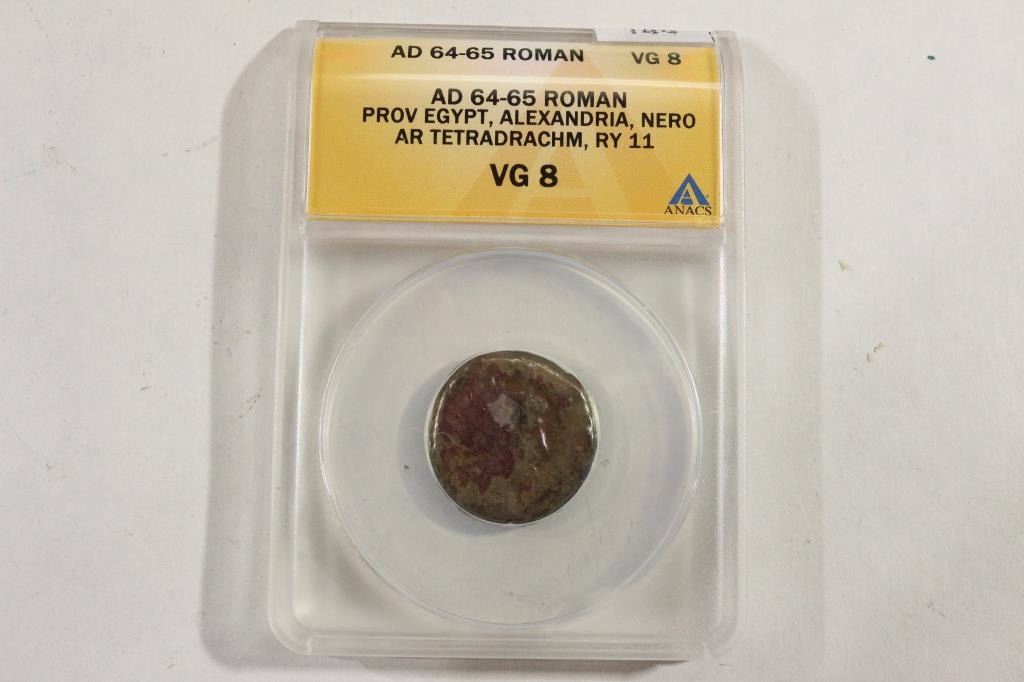 AD 64-65 ROMAN VG 8
AD 64-65 ROMAN
PROV EGYPT, ALEXANDRIA, NERO
AR TETRADRACHM, RY 11
VG 8
ANACS